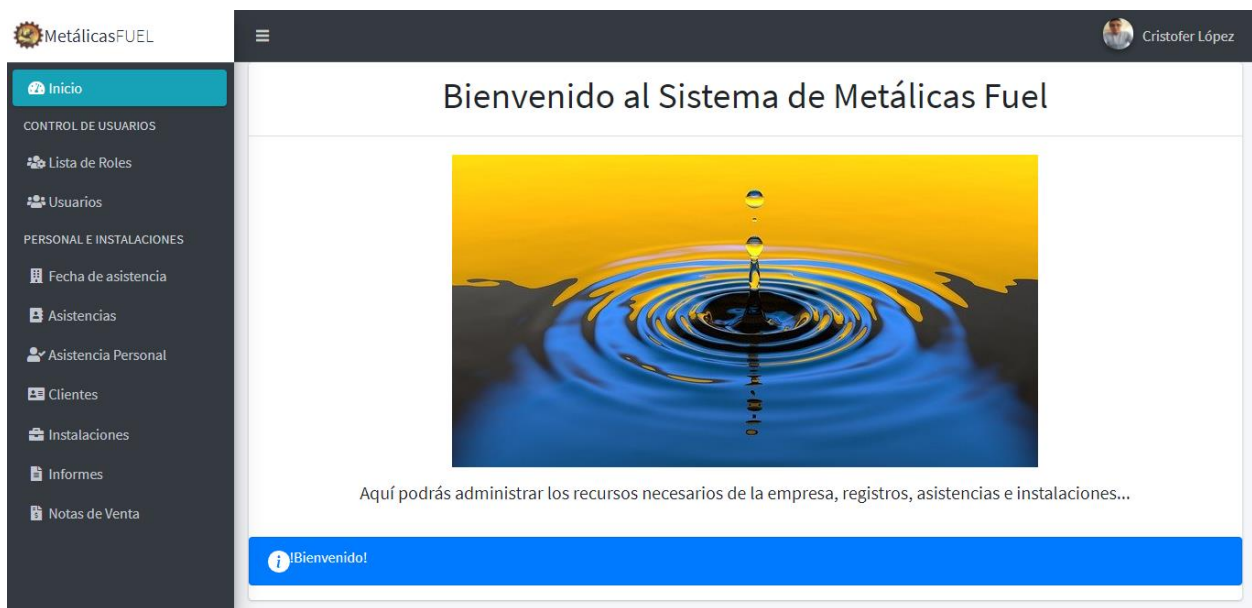 MetálicasFUEL
Cristofer López
Inicio
CONTROL DE USUARIOS
Lista de Roles
Usuarios
PERSONAL E INSTALACIONES
Fecha de asistencia
Asistencias
Asistencia Personal
Clientes
Instalaciones
Informes
Notas de Venta
Bienvenido al Sistema de Metálicas Fuel
Aquí podrás administrar los recursos necesarios de la empresa, registros, asistencias e instalaciones...
!Bienvenido!